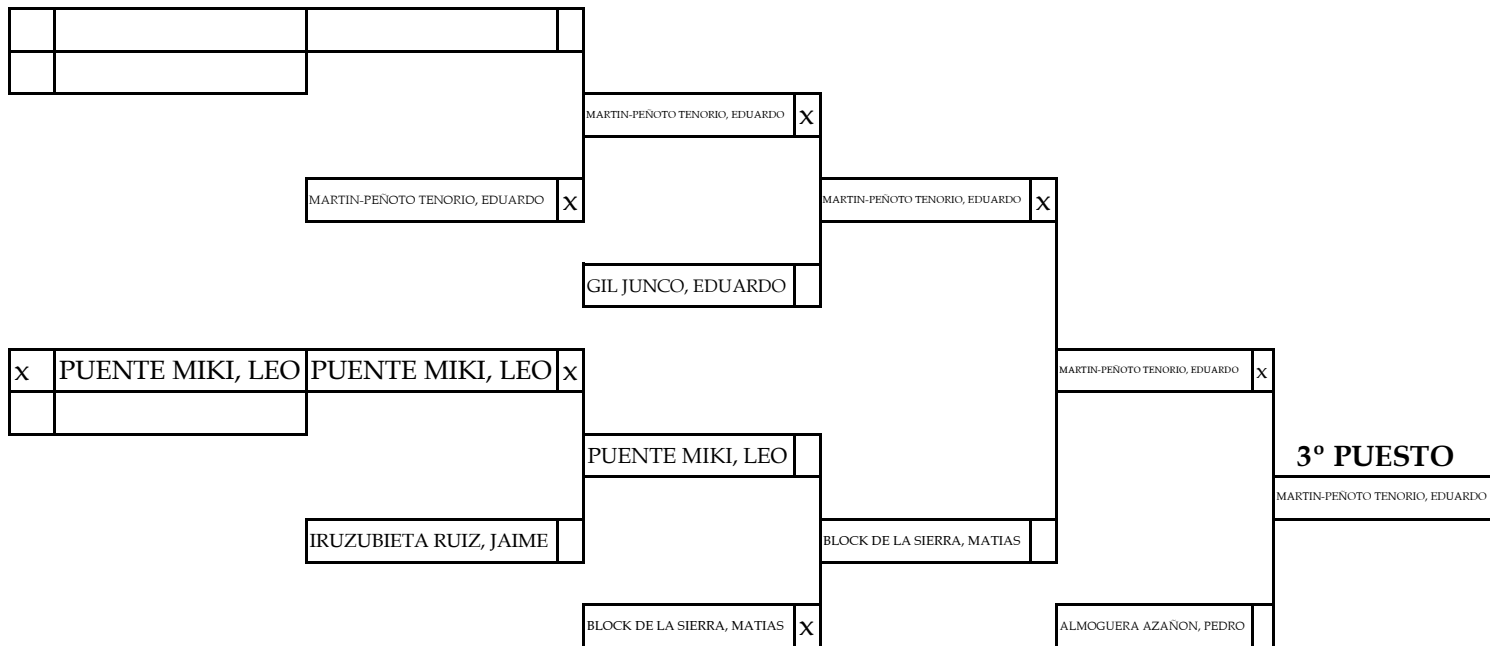 MARTIN-PEÑOTO TENORIO, EDUARDO x
MARTIN-PEÑOTO TENORIO, EDUARDO x
MARTIN-PEÑOTO TENORIO, EDUARDO x
GIL JUNCO, EDUARDO
x PUENTE MIKI, LEO PUENTE MIKI, LEO x
MARTIN-PEÑOTO TENORIO, EDUARDO x
PUENTE MIKI, LEO
3º PUESTO
MARTIN-PEÑOTO TENORIO, EDUARDO
IRUZUBIETA RUIZ, JAIME
BLOCK DE LA SIERRA, MATIAS
BLOCK DE LA SIERRA, MATIAS x
ALMOGUERA AZAÑON, PEDRO